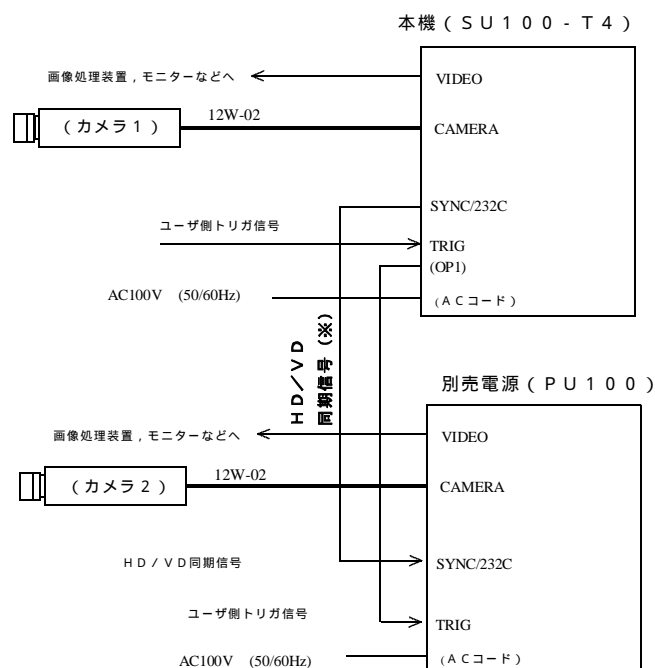 本機（ＳＵ１００－Ｔ４）
画像処理装置，モニターなどへ
VIDEO
12W-02
（カメラ１）
CAMERA
SYNC/232C
ユーザ側トリガ信号
TRIG
(OP1)
AC100V (50/60Hz)
（ＡＣコード）
ＨＤ／ＶＤ
同期信号（※）
別売電源（ＰＵ１００）
画像処理装置，モニターなどへ
VIDEO
12W-02
（カメラ２）
CAMERA
ＨＤ／ＶＤ同期信号
SYNC/232C
ユーザ側トリガ信号
TRIG
AC100V (50/60Hz)
（ＡＣコード）